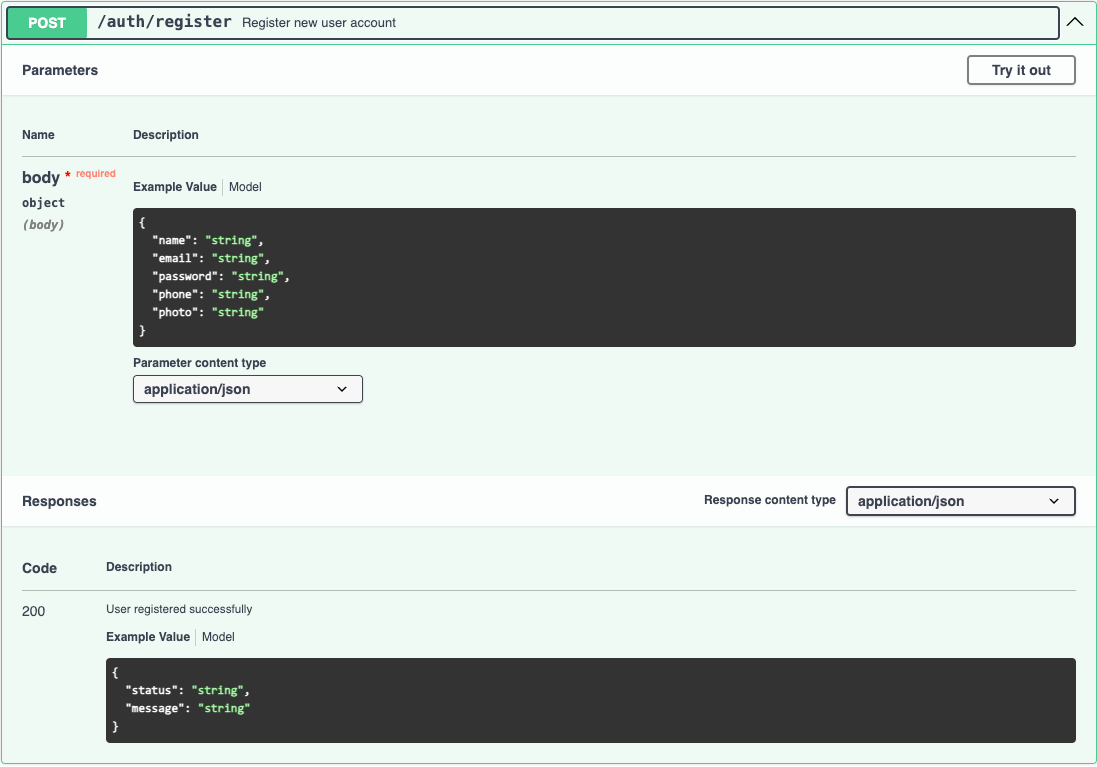 POST /auth/register Register new user account
Parameters Try it out
Name Description
body * required
object
(body)
Example Value Model
{
"name": "string",
"email": "string",
"password": "string",
"phone": "string",
"photo": "string"
}
Parameter content type
application/json
Responses Response content type application/json
Code Description
200 User registered successfully
Example Value Model
{
"status": "string",
"message": "string"
}